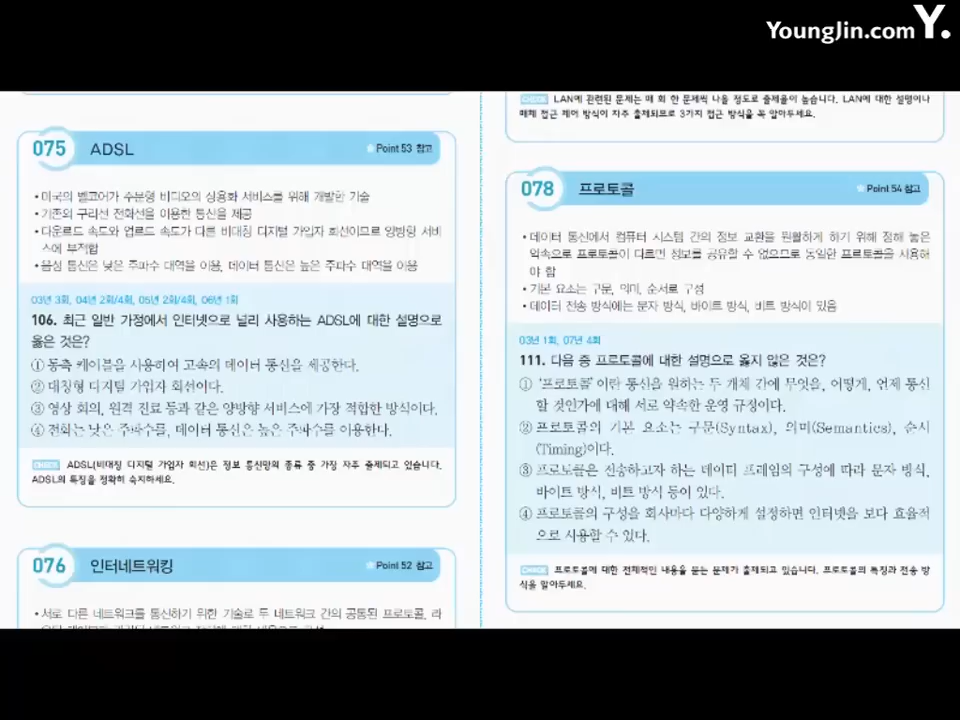 YoungJin.com Y.
075 ADSL Point 53 참고
• 미국의 벨코어가 주문형 비디오의 상용화 서비스를 위해 개발한 기술
• 기존의 구리선 전화선을 이용한 통신을 제공
• 다운로드 속도와 업로드 속도가 다른 비대칭 디지털 가입자 회선이므로 양방향 서비
스에 부적합
• 음성 통신은 낮은 주파수 대역을 이용, 데이터 통신은 높은 주파수 대역을 이용
03년 3회, 04년 2회/4회, 05년 2회/4회, 06년 1회
106. 최근 일반 가정에서 인터넷으로 널리 사용하는 ADSL에 대한 설명으로
옳은 것은?
① 동축 케이블을 사용하여 고속의 데이터 통신을 제공한다.
② 대칭형 디지털 가입자 회선이다.
③ 영상 회의, 원격 진료 등과 같은 양방향 서비스에 가장 적합한 방식이다.
④ 전화는 낮은 주파수를, 데이터 통신은 높은 주파수를 이용한다.
CHECK ADSL(비대칭 디지털 가입자 회선)은 정보 통신망의 종류 중 가장 자주 출제되고 있습니다.
ADSL의 특징을 정확히 숙지하세요.
076 인터네트워킹 Point 52 참고
• 서로 다른 네트워크를 통신하기 위한 기술로 두 네트워크 간의 공통된 프로토콜, 라
CHECK LAN에 관련된 문제는 매 회 한 문제씩 나올 정도로 출제율이 높습니다. LAN에 대한 설명이나
매체 접근 제어 방식이 자주 출제되므로 3가지 접근 방식을 꼭 알아두세요.
078 프로토콜 Point 54 참고
• 데이터 통신에서 컴퓨터 시스템 간의 정보 교환을 원활하게 하기 위해 정해 놓은
약속으로 프로토콜이 다르면 정보를 공유할 수 없으므로 동일한 프로토콜을 사용해
야 함
• 기본 요소는 구문, 의미, 순서로 구성
• 데이터 전송 방식에는 문자 방식, 바이트 방식, 비트 방식이 있음
03년 1회, 07년 4회
111. 다음 중 프로토콜에 대한 설명으로 옳지 않은 것은?
① '프로토콜'이란 통신을 원하는 두 개체 간에 무엇을, 어떻게, 언제 통신
할 것인가에 대해 서로 약속한 운영 규정이다.
② 프로토콜의 기본 요소는 구문(Syntax), 의미(Semantics), 순서
(Timing)이다.
③ 프로토콜은 전송하고자 하는 데이터 프레임의 구성에 따라 문자 방식,
바이트 방식, 비트 방식 등이 있다.
④ 프로토콜의 구성을 회사마다 다양하게 설정하면 인터넷을 보다 효율적
으로 사용할 수 있다.
CHECK 프로토콜에 대한 전체적인 내용을 묻는 문제가 출제되고 있습니다. 프로토콜의 특징과 전송 방
식을 알아두세요.